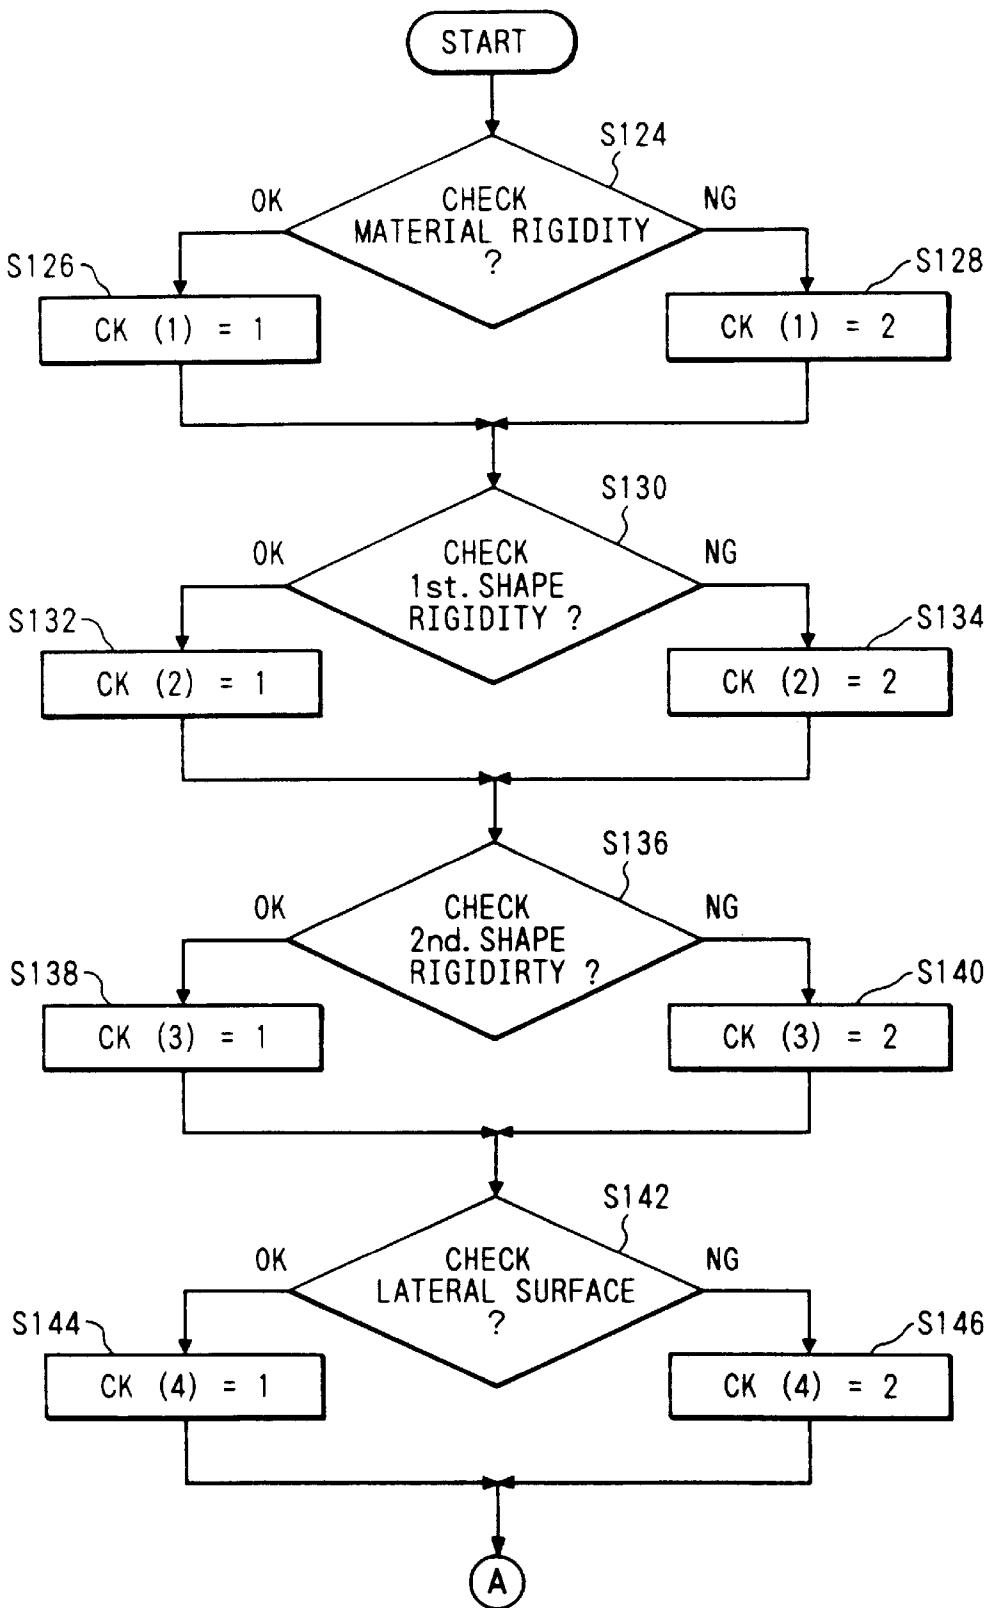 START
S124
OK
CHECK
NG
MATERIAL RIGIDITY
?
S126
S128
CK (1) = 1
CK (1) = 2
S130
OK
CHECK
NG
1st. SHAPE
RIGIDITY ?
S132
S134
CK (2) = 1
CK (2) = 2
S136
OK
CHECK
NG
2nd. SHAPE
RIGIDIRTY ?
S138
S140
CK (3) = 1
CK (3) = 2
S142
OK
CHECK
NG
LATERAL SURFACE
?
S144
S146
CK (4) = 1
CK (4) = 2
A